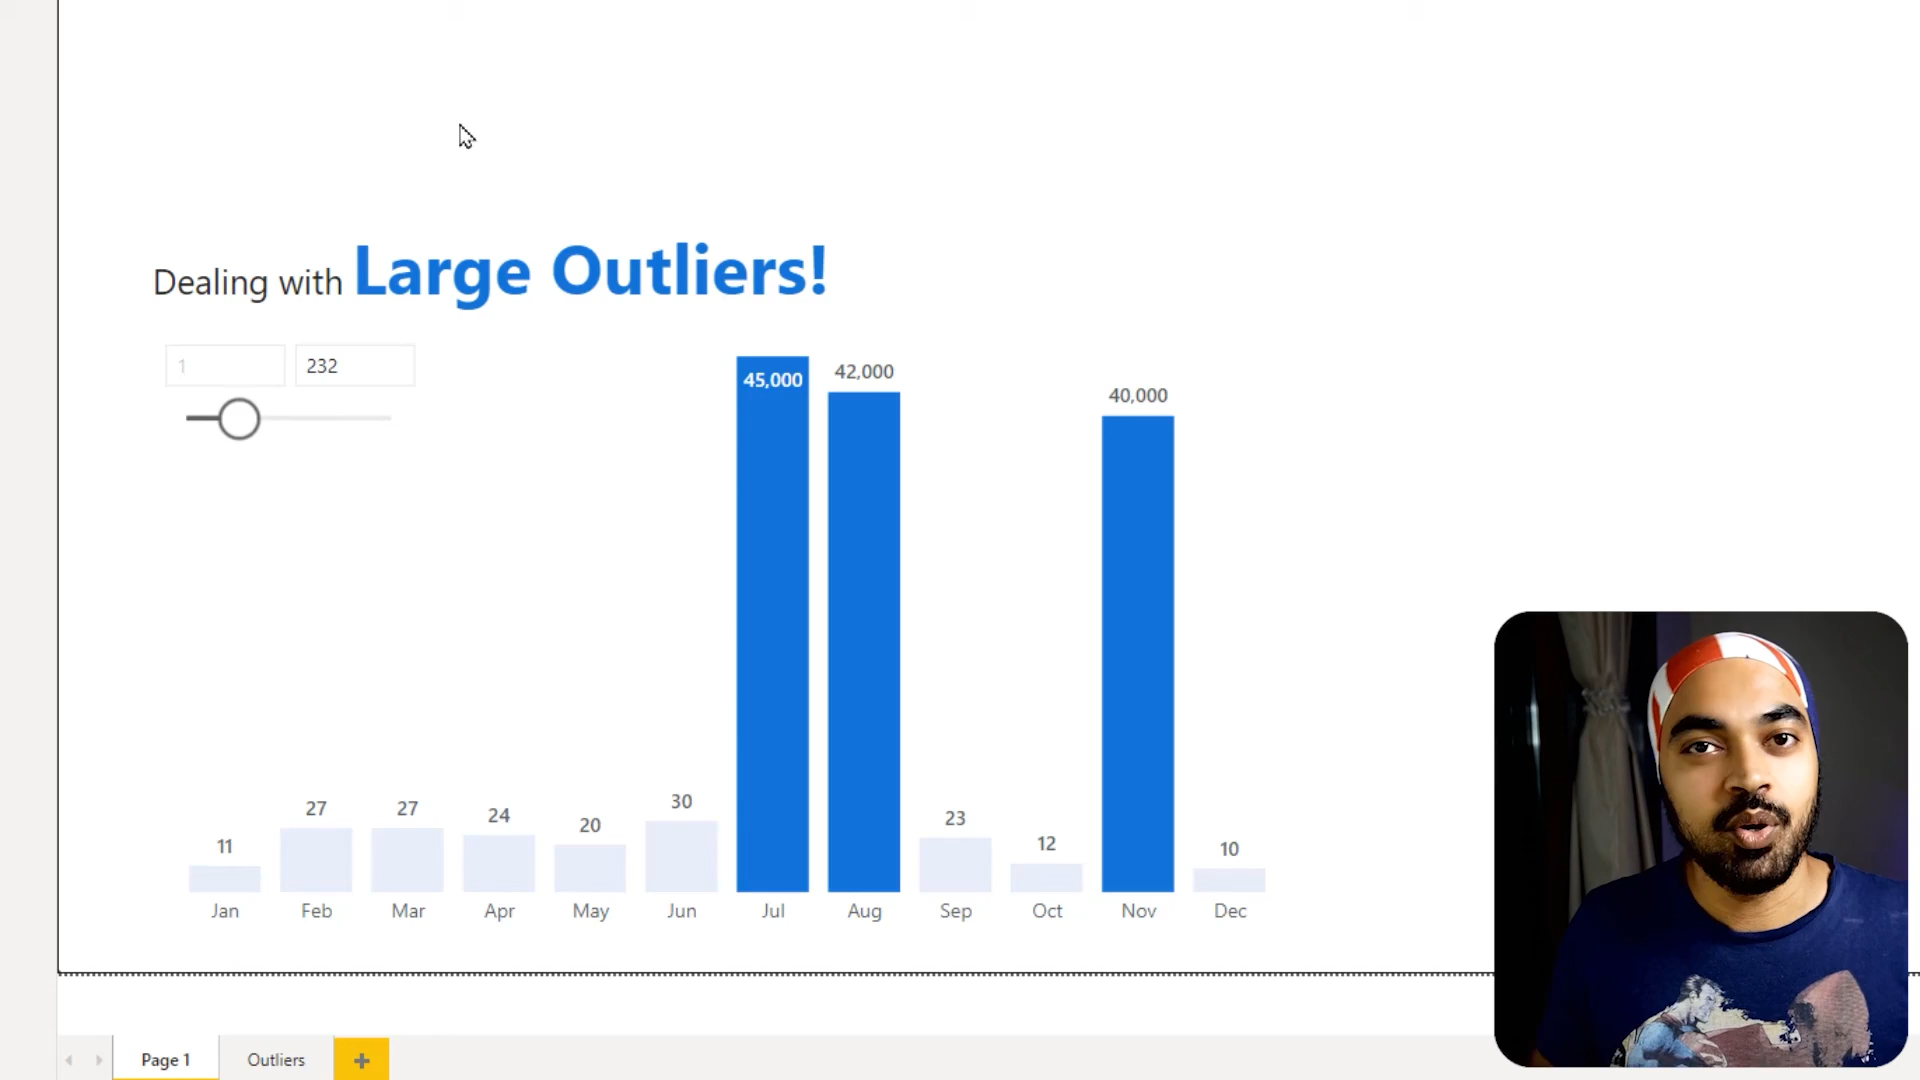 Dealing with Large Outliers!
1 232
45,000 42,000
40,000
30
27 27 24 20 23
11 12 10
Jan Feb Mar Apr May Jun Jul Aug Sep Oct Nov Dec
Page 1 Outliers +